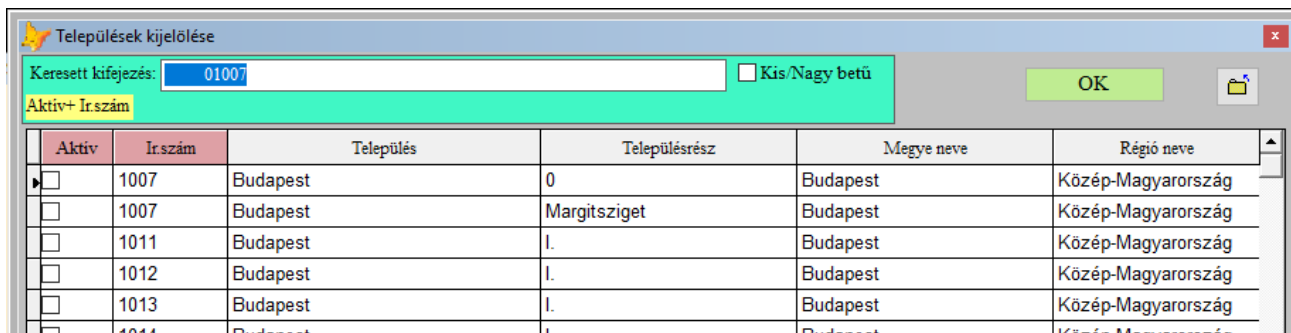 Települések kijelölése
x
Keresett kifejezés: 01007 Kis/Nagy betű OK
Aktiv+ Ir.szám
Aktiv Ir.szám Település Településrész Megye neve Régió neve
1007 Budapest 0 Budapest Közép-Magyarország
1007 Budapest Margitsziget Budapest Közép-Magyarország
1011 Budapest I. Budapest Közép-Magyarország
1012 Budapest I. Budapest Közép-Magyarország
1013 Budapest I. Budapest Közép-Magyarország